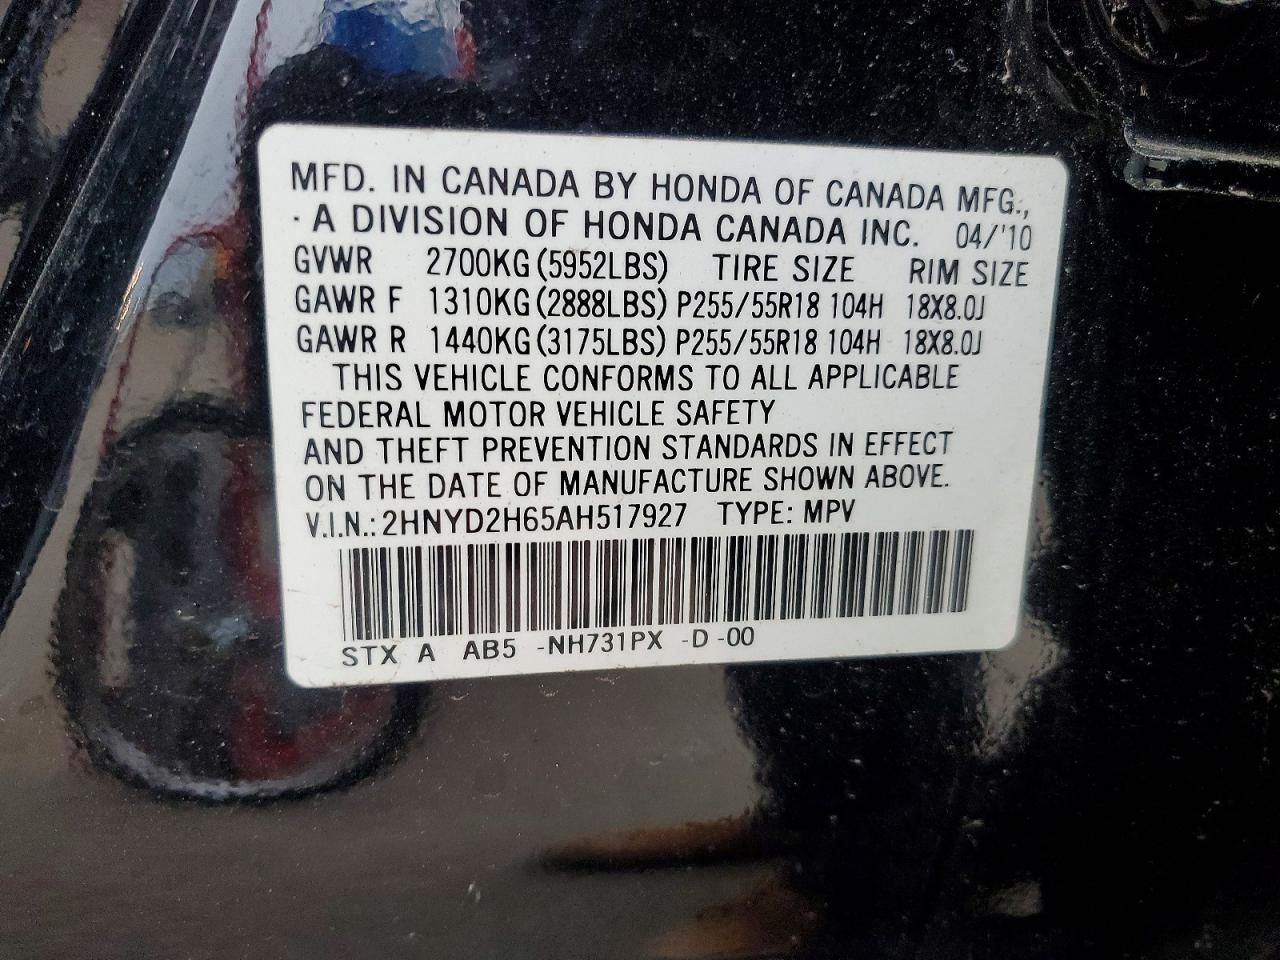 MFD. IN CANADA BY HONDA OF CANADA MFG.,
· A DIVISION OF HONDA CANADA INC. 04/'10
GVWR 2700KG (5952LBS) TIRE SIZE RIM SIZE
GAWR F 1310KG (2888LBS) P255/55R18 104H 18X8.0J
GAWR R 1440KG (3175LBS) P255/55R18 104H 18X8.0J
THIS VEHICLE CONFORMS TO ALL APPLICABLE
FEDERAL MOTOR VEHICLE SAFETY
AND THEFT PREVENTION STANDARDS IN EFFECT
ON THE DATE OF MANUFACTURE SHOWN ABOVE.
V.I.N.: 2HNYD2H65AH517927 TYPE: MPV
STX A AB5 -NH731PX -D -00